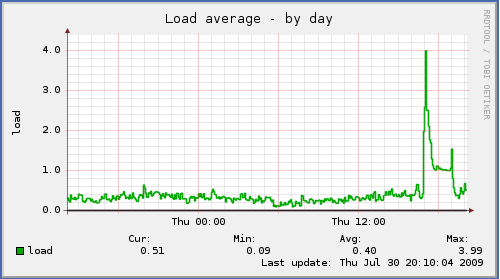 Load average - by day
RRDTOOL / TOBI OETIKER
load
4.0
3.0
2.0
1.0
0.0
Thu 00:00 Thu 12:00
Cur: Min: Avg: Max:
load 0.51 0.09 0.40 3.99
Last update: Thu Jul 30 20:10:04 2009